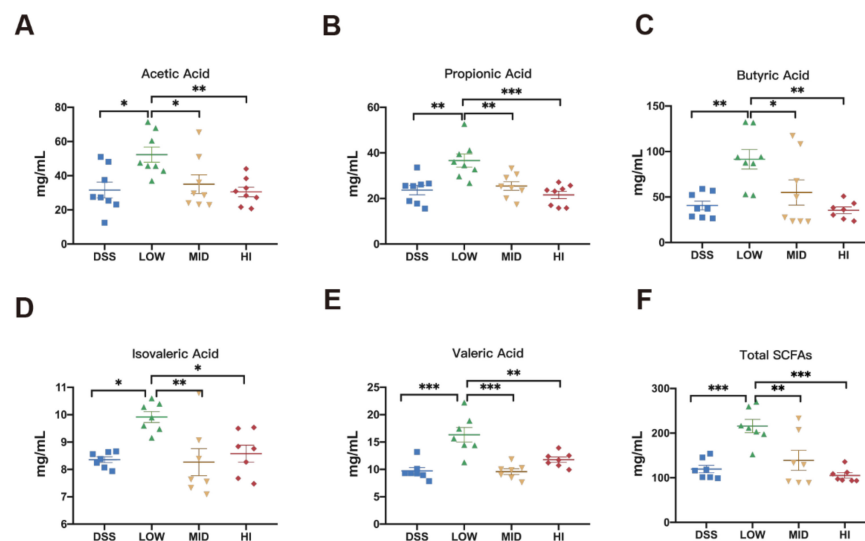 A
B
C
Acetic Acid
Propionic Acid
Butyric Acid
80
60
40
20
0
mg/mL
* * **
DSS LOW MID HI
60
40
20
0
mg/mL
** ** ***
DSS LOW MID HI
150
100
50
0
mg/mL
** * **
DSS LOW MID HI
D
E
F
Isovaleric Acid
Valeric Acid
Total SCFAs
11
10
9
8
7
6
mg/mL
* ** *
DSS LOW MID HI
25
20
15
10
5
0
mg/mL
*** *** **
DSS LOW MID HI
300
200
100
0
mg/mL
*** ** ***
DSS LOW MID HI